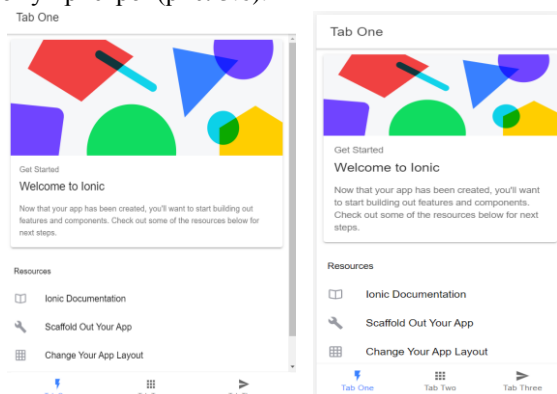 Tab One
Get Started
Welcome to Ionic
Now that your app has been created, you'll want to start building out
features and components. Check out some of the resources below for
next steps.
Resources
Ionic Documentation
Scaffold Out Your App
Change Your App Layout
Tab One
Get Started
Welcome to Ionic
Now that your app has been created, you'll want
to start building out features and components.
Check out some of the resources below for next
steps.
Resources
Ionic Documentation
Scaffold Out Your App
Change Your App Layout
Tab One Tab Two Tab Three